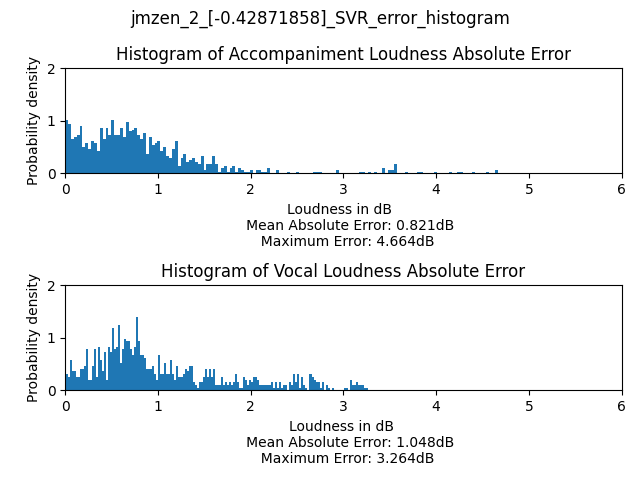 jmzen_2_[-0.42871858]_SVR_error_histogram
Histogram of Accompaniment Loudness Absolute Error
Probability density
2
1
0
0 1 2 3 4 5 6
Loudness in dB
Mean Absolute Error: 0.821dB
Maximum Error: 4.664dB
Histogram of Vocal Loudness Absolute Error
Probability density
2
1
0
0 1 2 3 4 5 6
Loudness in dB
Mean Absolute Error: 1.048dB
Maximum Error: 3.264dB